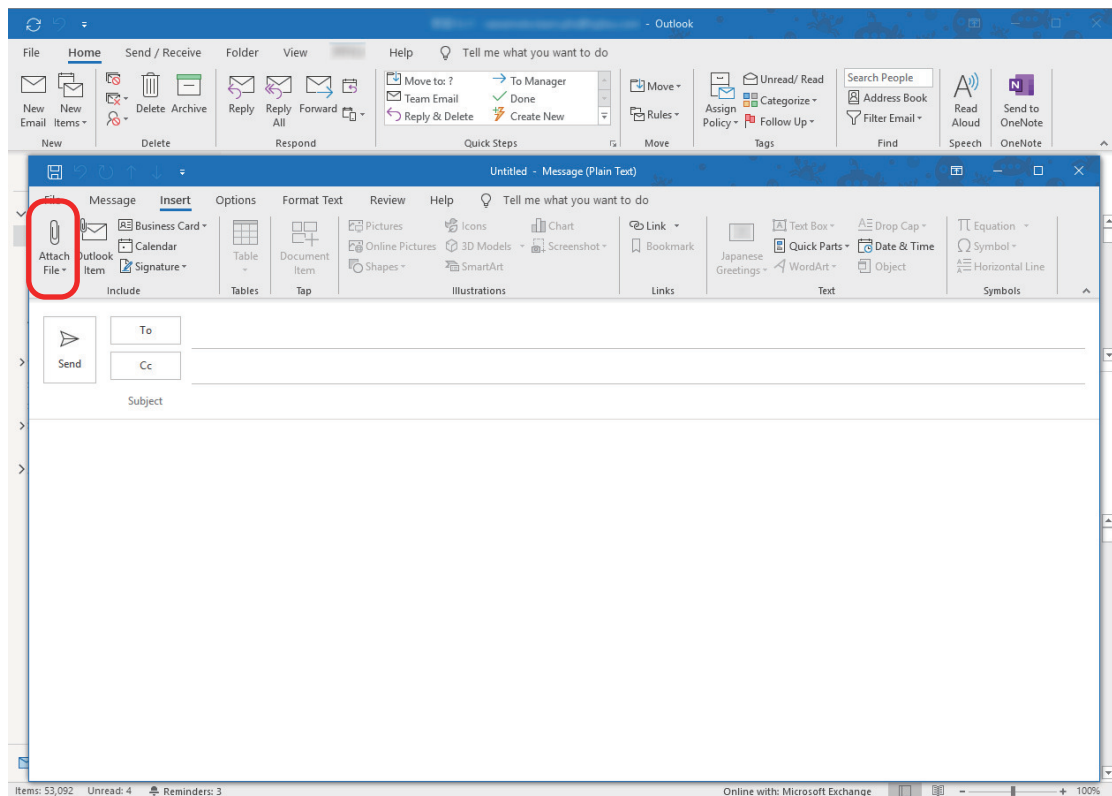 - Outlook
File Home Send / Receive Folder View Help Tell me what you want to do
New Email
New Items
Delete
Archive
Reply
Reply All
Forward
Move to: ?
Team Email
Reply & Delete
To Manager
Done
Create New
Move
Rules
Assign Policy
Unread/ Read
Categorize
Follow Up
Search People
Address Book
Filter Email
Read Aloud
Send to OneNote
New Delete Respond Quick Steps Move Tags Find Speech OneNote
Untitled - Message (Plain Text)
File Message Insert Options Format Text Review Help Tell me what you want to do
Attach File
Outlook Item
Business Card
Calendar
Signature
Table
Document Item
Pictures
Online Pictures
Shapes
Icons
3D Models
SmartArt
Chart
Screenshot
Link
Bookmark
Japanese Greetings
Text Box
Quick Parts
WordArt
Drop Cap
Date & Time
Object
Equation
Symbol
Horizontal Line
Include Tables Tap Illustrations Links Text Symbols
Send
To
Cc
Subject
Items: 53,092 Unread: 4 Reminders: 3 Online with: Microsoft Exchange 100%